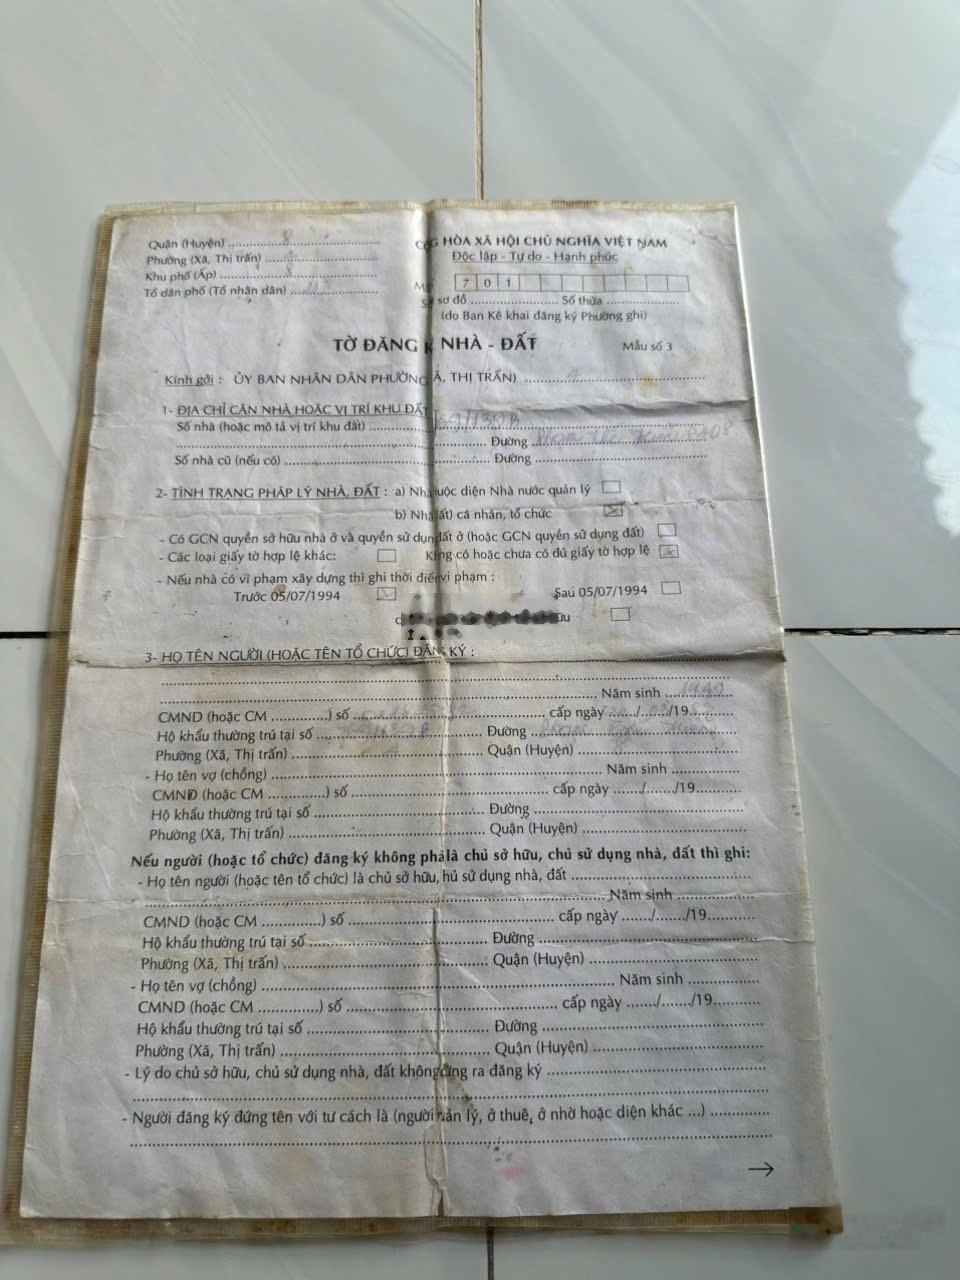 Quận (Huyện) ........ 8 ........
Phường (Xã, Thị trấn) ........
Khu phố (Ấp) ........ 8 ........
Tổ dân phố (Tổ nhân dân) ........
HÒA XÃ HỘI CHỦ NGHĨA VIỆT NAM
Độc lập - Tự do - Hạnh phúc
7 0 1
sơ đồ ........ Số thửa ........
(do Ban Kê khai đăng ký Phường ghi)
TỜ ĐĂNG NHÀ - ĐẤT
Mẫu số 3
Kính gởi : ỦY BAN NHÂN DÂN PHƯỜNG THỊ TRẤN) ........ 4 ........
1- ĐỊA CHỈ CĂN NHÀ HOẶC VỊ TRÍ KHU ĐẤT
Số nhà (hoặc mô tả vị trí khu đất) ........
........ Đường ........
Số nhà cũ (nếu có) ........ Đường ........
2- TÌNH TRẠNG PHÁP LÝ NHÀ, ĐẤT : a) Nhà uộc diện Nhà nước quản lý
b) Nhà ất) cá nhân, tổ chức
- Có GCN quyền sở hữu nhà ở và quyền sử dụng đất ở (hoặc GCN quyền sử dụng đất)
- Các loại giấy tờ hợp lệ khác: có hoặc chưa có đủ giấy tờ hợp lệ
- Nếu nhà có vi phạm xây dựng thì ghi thời điểm vi phạm :
Trước 05/07/1994 Sau 05/07/1994
3- HỌ TÊN NGƯỜI (HOẶC TÊN TỔ CHỨC) ĐĂNG KÝ :
........ Năm sinh 1940
CMND (hoặc CM ........) số ........ cấp ngày ....../....../19......
Hộ khẩu thường trú tại số ........ Đường ........
Phường (Xã, Thị trấn) ........ 4 ........ Quận (Huyện) ........ 8 ........
- Họ tên vợ (chồng) ........ Năm sinh ........
CMND (hoặc CM ........) số ........ cấp ngày ....../....../19......
Hộ khẩu thường trú tại số ........ Đường ........
Phường (Xã, Thị trấn) ........ Quận (Huyện) ........
Nếu người (hoặc tổ chức) đăng ký không phải là chủ sở hữu, chủ sử dụng nhà, đất thì ghi:
- Họ tên người (hoặc tên tổ chức) là chủ sở hữu, hủ sử dụng nhà, đất ........
........ Năm sinh ........
CMND (hoặc CM ........) số ........ cấp ngày ....../....../19......
Hộ khẩu thường trú tại số ........ Đường ........
Phường (Xã, Thị trấn) ........ Quận (Huyện) ........
- Họ tên vợ (chồng) ........ Năm sinh ........
CMND (hoặc CM ........) số ........ cấp ngày ....../....../19......
Hộ khẩu thường trú tại số ........ Đường ........
Phường (Xã, Thị trấn) ........ Quận (Huyện) ........
- Lý do chủ sở hữu, chủ sử dụng nhà, đất không ứng ra đăng ký ........
- Người đăng ký đứng tên với tư cách là (người ản lý, ở thuê, ở nhờ hoặc diện khác ...) ........
→